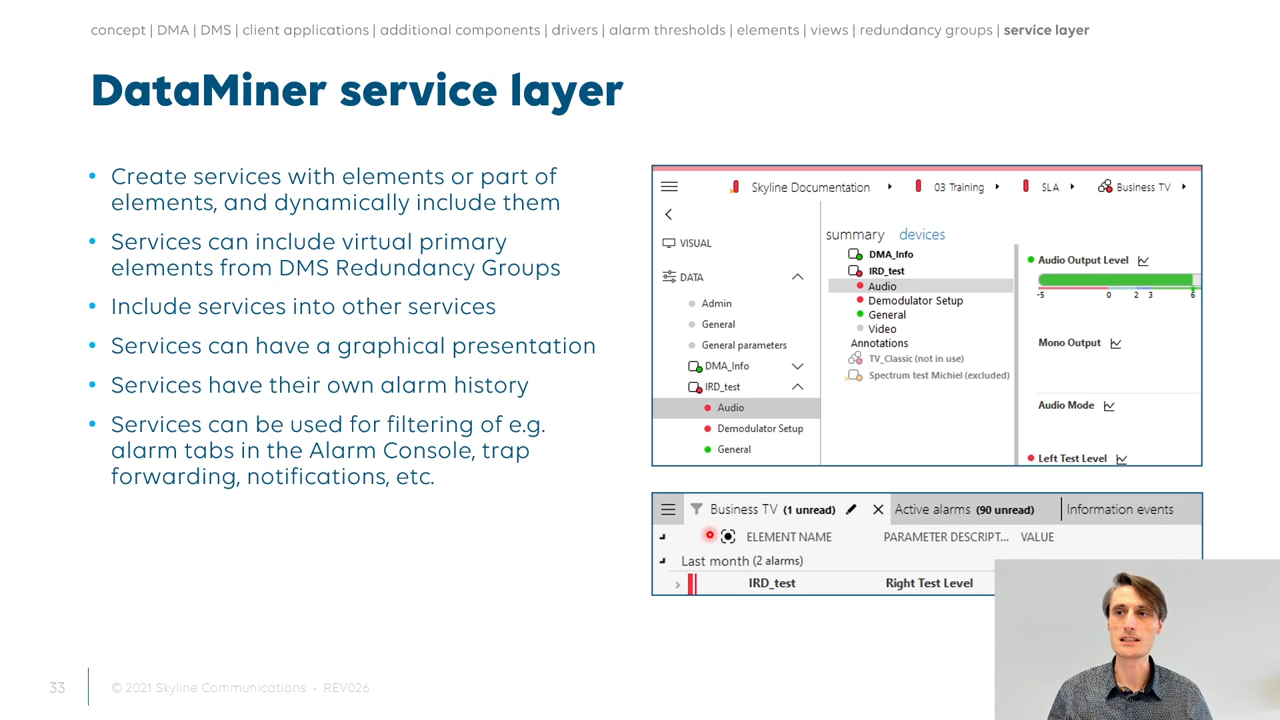 concept | DMA | DMS | client applications | additional components | drivers | alarm thresholds | elements | views | redundancy groups | service layer
DataMiner service layer
• Create services with elements or part of
elements, and dynamically include them
• Services can include virtual primary
elements from DMS Redundancy Groups
• Include services into other services
• Services can have a graphical presentation
• Services have their own alarm history
• Services can be used for filtering of e.g.
alarm tabs in the Alarm Console, trap
forwarding, notifications, etc.
Skyline Documentation 03 Training SLA Business TV
VISUAL
DATA
Admin
General
General parameters
DMA_Info
IRD_test
Audio
Demodulator Setup
General
summary devices
DMA_Info
IRD_test
Audio
Demodulator Setup
General
Video
Annotations
TV_Classic (not in use)
Spectrum test Michiel (excluded)
Audio Output Level
-5 0 2 3 6
Mono Output
Audio Mode
Left Test Level
Business TV (1 unread) Active alarms (90 unread) Information events
ELEMENT NAME PARAMETER DESCRIPT... VALUE
Last month (2 alarms)
IRD_test Right Test Level
33 © 2021 Skyline Communications - REV026